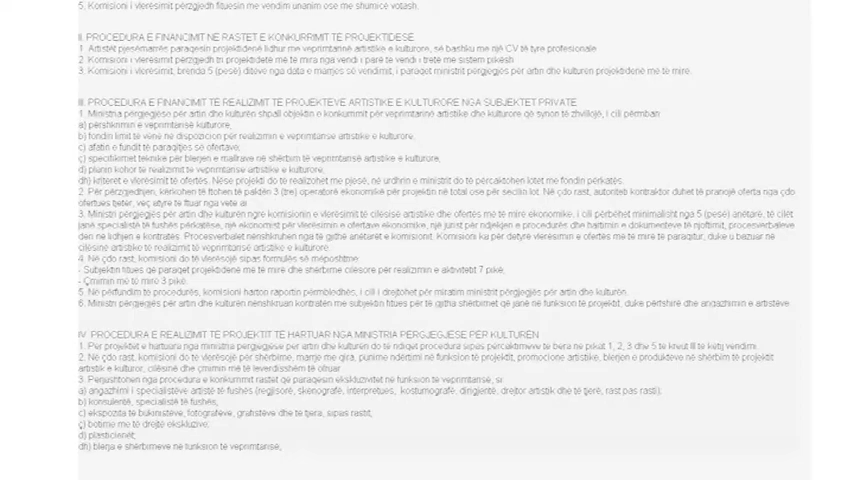 5. Komisioni i vlerësimit përzgjedh fituesin me vendim unanim ose me shumicë votash.
II. PROCEDURA E FINANCIMIT NË RASTET E KONKURRIMIT TË PROJEKTIDESË
1. Artistët pjesëmarrës paraqesin projektidenë lidhur me veprimtarinë artistike e kulturore, së bashku me një CV të tyre profesionale.
2. Komisioni i vlerësimit përzgjedh tri projektidetë më të mira nga vendi i parë te vendi i tretë me sistem pikësh.
3. Komisioni i vlerësimit, brenda 5 (pesë) ditëve nga data e marrjes së vendimit, i paraqet ministrit përgjegjës për artin dhe kulturën projektidenë më të mirë.
III. PROCEDURA E FINANCIMIT TË REALIZIMIT TË PROJEKTEVE ARTISTIKE E KULTURORE NGA SUBJEKTET PRIVATE
1. Ministria përgjegjëse për artin dhe kulturën shpall objektin e konkurrimit për veprimtarinë artistike dhe kulturore që synon të zhvillojë, i cili përmban:
a) përshkrimin e veprimtarisë kulturore;
b) fondin limit të vënë në dispozicion për realizimin e veprimtarisë artistike e kulturore;
c) afatin e fundit të paraqitjes së ofertave;
ç) specifikimet teknike për blerjen e mallrave në shërbim të veprimtarisë artistike e kulturore;
d) planin kohor të realizimit të veprimtarisë artistike e kulturore;
dh) kriteret e vlerësimit të ofertës. Nëse projekti do të realizohet me pjesë, në urdhrin e ministrit do të përcaktohen lotet me fondin përkatës.
2. Për përzgjedhjen, kërkohen të ftohen të paktën 3 (tre) operatorë ekonomikë për projektin në total ose për secilin lot. Në çdo rast, autoriteti kontraktor duhet të pranojë oferta nga çdo
ofertues tjetër, veç atyre të ftuar nga vetë ai.
3. Ministri përgjegjës për artin dhe kulturën ngre komisionin e vlerësimit të cilësisë artistike dhe ofertës më të mirë ekonomike, i cili përbëhet minimalisht nga 5 (pesë) anëtarë, të cilët
janë specialistë të fushës përkatëse, një ekonomist për vlerësimin e ofertave ekonomike, një jurist për ndjekjen e procedurës dhe hartimin e dokumenteve të njoftimit, procesverbaleve
deri në lidhjen e kontratës. Procesverbalet nënshkruhen nga të gjithë anëtarët e komisionit. Komisioni ka për detyrë vlerësimin e ofertës më të mirë të paraqitur, duke u bazuar në
cilësinë artistike të realizimit të veprimtarisë artistike e kulturore.
4. Në çdo rast, komisioni do të vlerësojë sipas formulës së mëposhtme:
- Subjektin fitues që paraqet projektidenë më të mirë dhe shërbime cilësore për realizimin e aktivitetit 7 pikë;
- Çmimin më të mirë 3 pikë.
5. Në përfundim të procedurës, komisioni harton raportin përmbledhës, i cili i drejtohet për miratim ministrit përgjegjës për artin dhe kulturën.
6. Ministri përgjegjës për artin dhe kulturën nënshkruan kontratën me subjektin fitues për të gjitha shërbimet që janë në funksion të projektit, duke përfshirë dhe angazhimin e artistëve.
IV. PROCEDURA E REALIZIMIT TË PROJEKTIT TË HARTUAR NGA MINISTRIA PËRGJEGJËSE PËR KULTURËN
1. Për projektet e hartuara nga ministria përgjegjëse për artin dhe kulturën do të ndiqet procedura sipas përcaktimeve të bëra në pikat 1, 2, 3 dhe 5 të kreut III të këtij vendimi.
2. Në çdo rast, komisioni do të vlerësojë për shërbime, marrje me qira, punime ndërtimi në funksion të projektit, promocione artistike, blerjen e produkteve në shërbim të projektit
artistik e kulturor, cilësinë dhe çmimin më të leverdisshëm të ofruar.
3. Përjashtohen nga procedura e konkurrimit rastet që paraqesin ekskluzivitet në funksion të veprimtarisë, si:
a) angazhimi i specialistëve artistë të fushës (regjisorë, skenografë, interpretues, kostumografë, dirigjentë, drejtor artistik dhe të tjerë, rast pas rasti);
b) konsulentë, specialistë të fushës;
c) ekspozita të bukinistëve, fotografëve, grafistëve dhe të tjera, sipas rastit;
ç) botime me të drejtë ekskluzive;
d) plasticienët;
dh) blerja e shërbimeve në funksion të veprimtarisë;